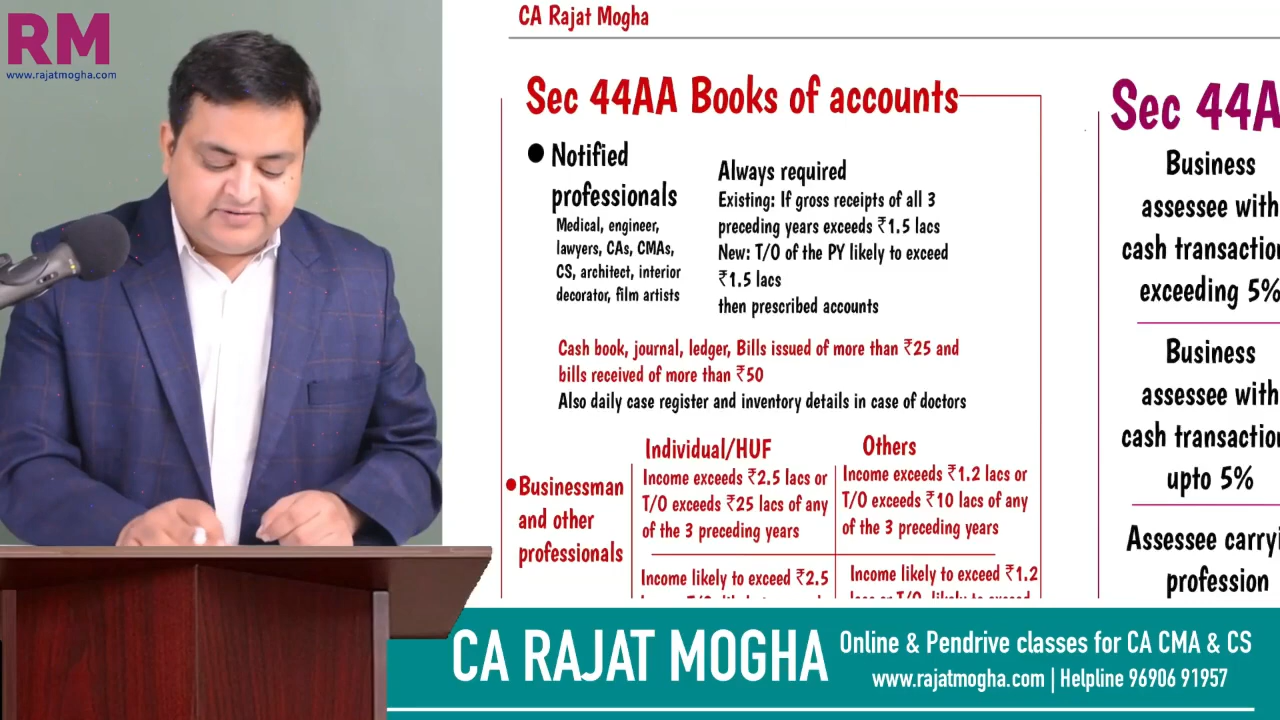 RM
www.rajatmogha.com
CA Rajat Mogha
Sec 44AA Books of accounts
Notified
professionals
Medical, engineer,
lawyers, CAs, CMAs,
CS, architect, interior
decorator, film artists
Always required
Existing: If gross receipts of all 3
preceding years exceeds ₹1.5 lacs
New: T/O of the PY likely to exceed
₹1.5 lacs
then prescribed accounts
Cash book, journal, ledger, Bills issued of more than ₹25 and
bills received of more than ₹50
Also daily case register and inventory details in case of doctors
Individual/HUF
Others
Businessman
and other
professionals
Income exceeds ₹2.5 lacs or
T/O exceeds ₹25 lacs of any
of the 3 preceding years
Income exceeds ₹1.2 lacs or
T/O exceeds ₹10 lacs of any
of the 3 preceding years
Income likely to exceed ₹2.5
Income likely to exceed ₹1.2
Sec 44A
Business
assessee with
cash transaction
exceeding 5%
Business
assessee with
cash transaction
upto 5%
Assessee carryi
profession
CA RAJAT MOGHA
Online & Pendrive classes for CA CMA & CS
www.rajatmogha.com | Helpline 96906 91957